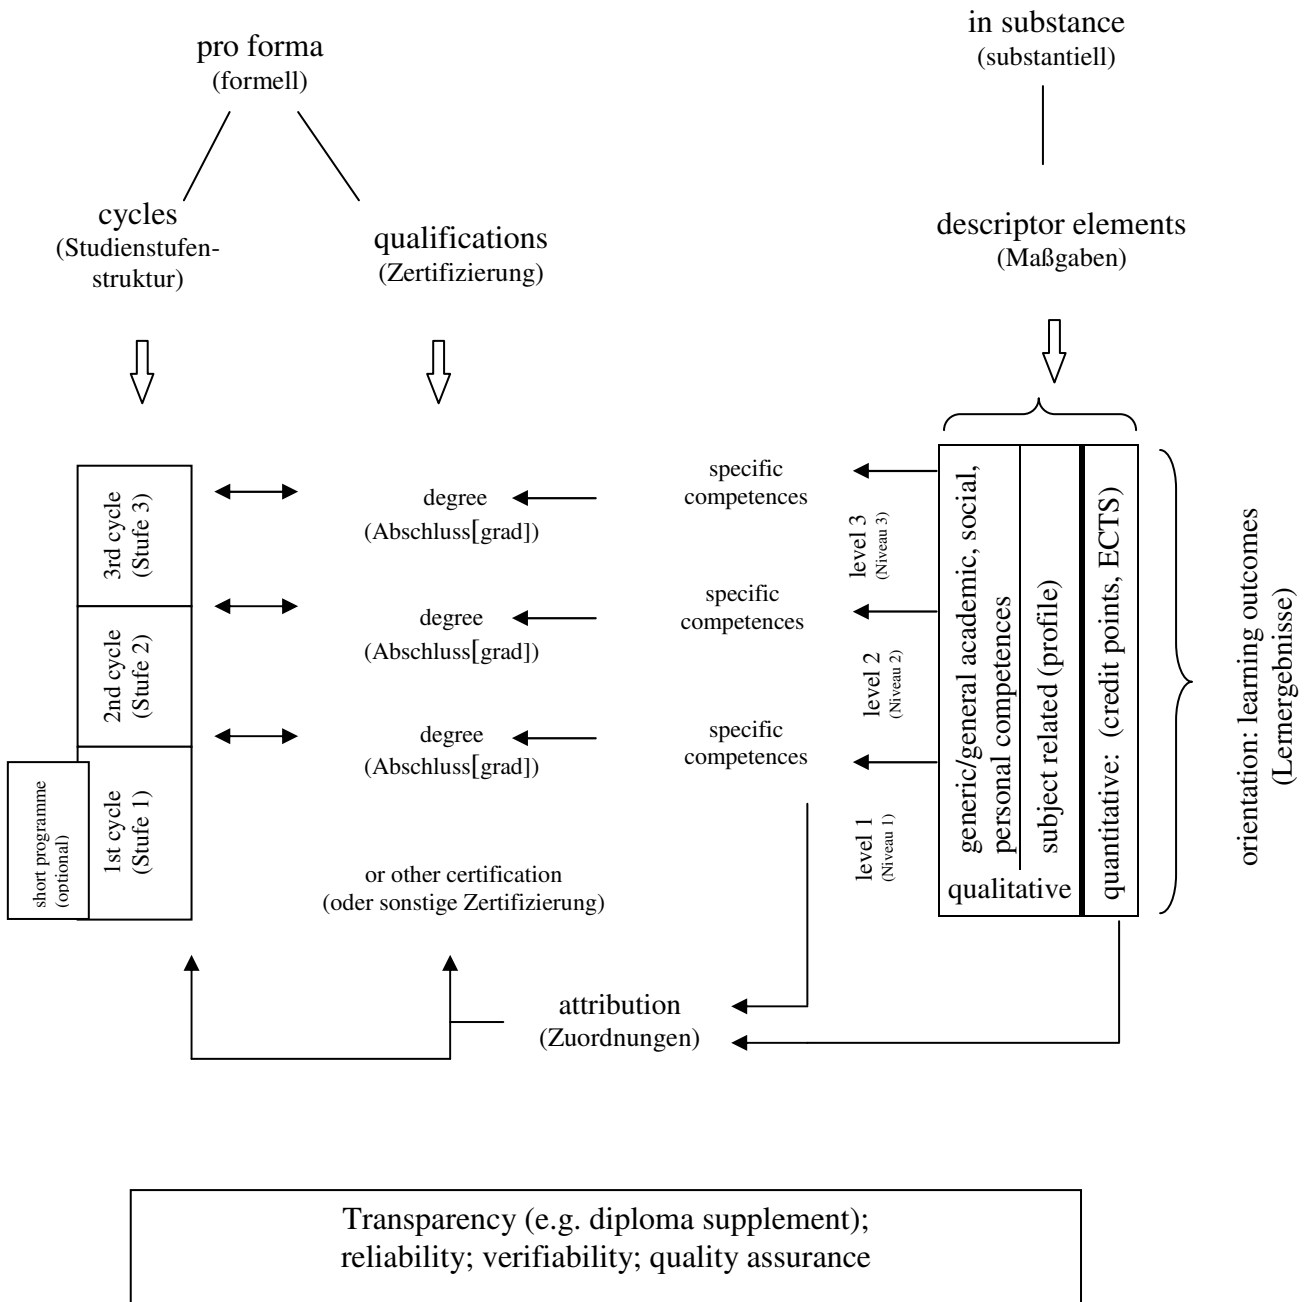 pro forma
(formell)
in substance
(substantiell)
cycles
(Studienstufen-
struktur)
qualifications
(Zertifizierung)
descriptor elements
(Maßgaben)
3rd cycle
(Stufe 3)
2nd cycle
(Stufe 2)
1st cycle
(Stufe 1)
short programme
(optional)
degree
(Abschluss[grad])
degree
(Abschluss[grad])
degree
(Abschluss[grad])
or other certification
(oder sonstige Zertifizierung)
specific
competences
specific
competences
specific
competences
level 3
(Niveau 3)
level 2
(Niveau 2)
level 1
(Niveau 1)
generic/general academic, social,
personal competences
subject related (profile)
qualitative
quantitative: (credit points, ECTS)
orientation: learning outcomes
(Lernergebnisse)
attribution
(Zuordnungen)
Transparency (e.g. diploma supplement);
reliability; verifiability; quality assurance